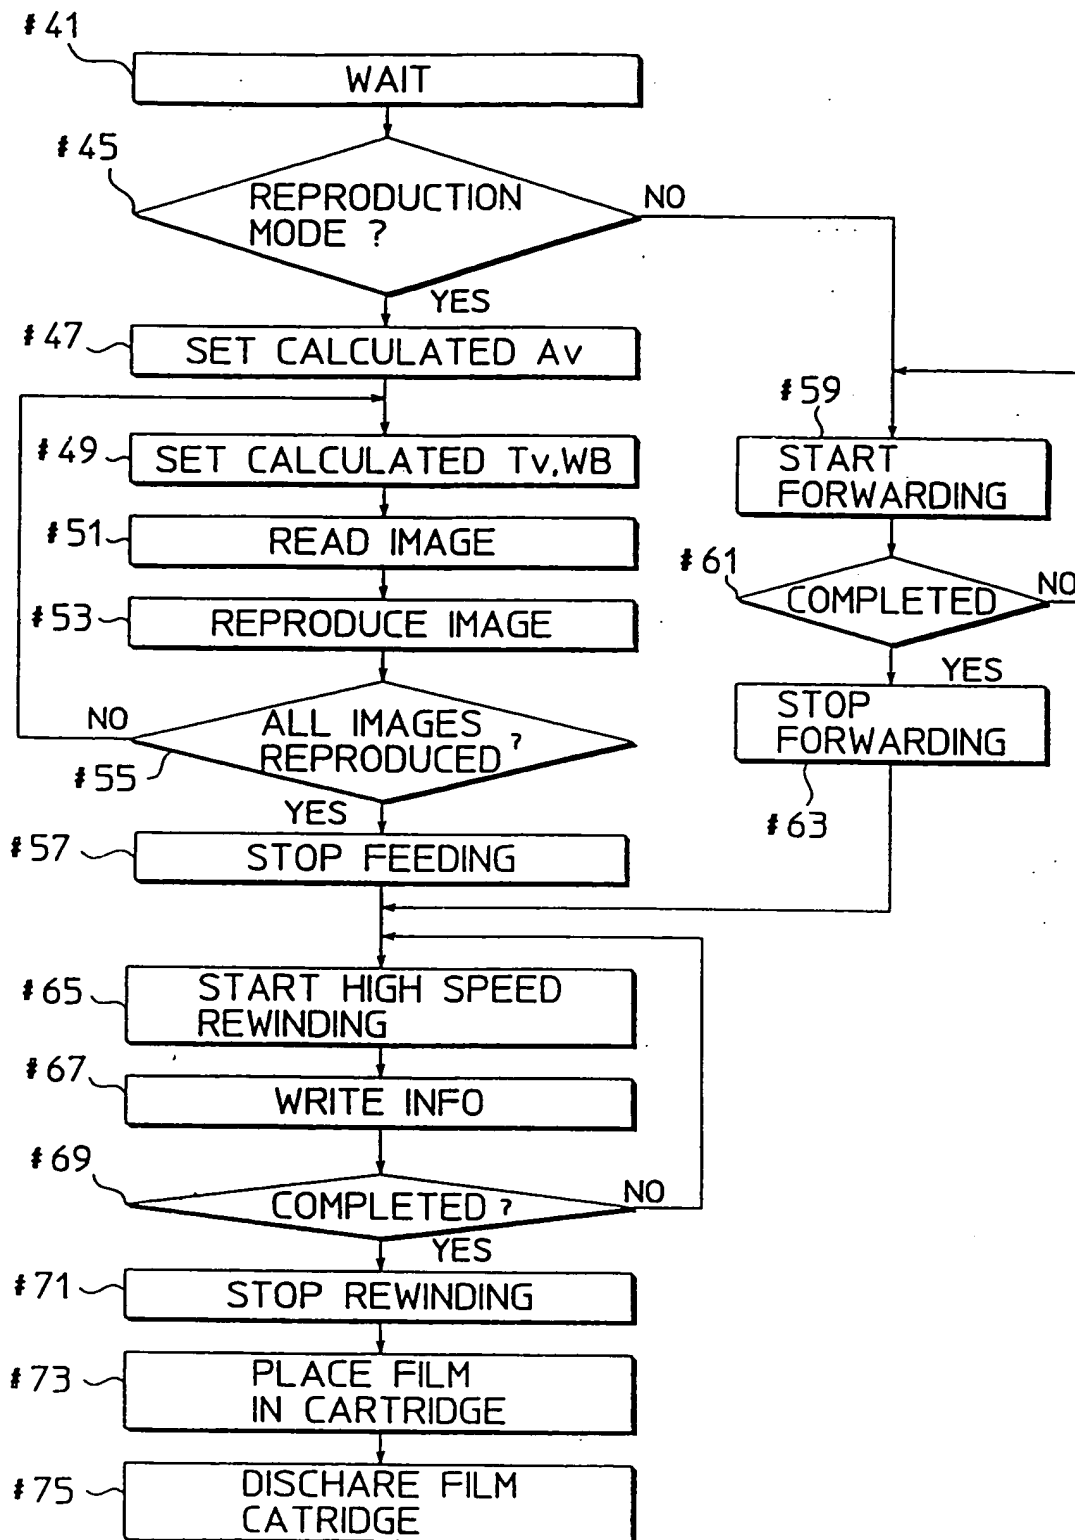 #41
WAIT
#45
REPRODUCTION
MODE ?
NO
YES
#47
SET CALCULATED Av
#49
SET CALCULATED Tv,WB
#51
READ IMAGE
#53
REPRODUCE IMAGE
NO
ALL IMAGES
REPRODUCED ?
#55
YES
#57
STOP FEEDING
#59
START
FORWARDING
#61
COMPLETED
NO
YES
STOP
FORWARDING
#63
#65
START HIGH SPEED
REWINDING
#67
WRITE INFO
#69
COMPLETED ?
NO
YES
#71
STOP REWINDING
#73
PLACE FILM
IN CARTRIDGE
#75
DISCHARE FILM
CATRIDGE